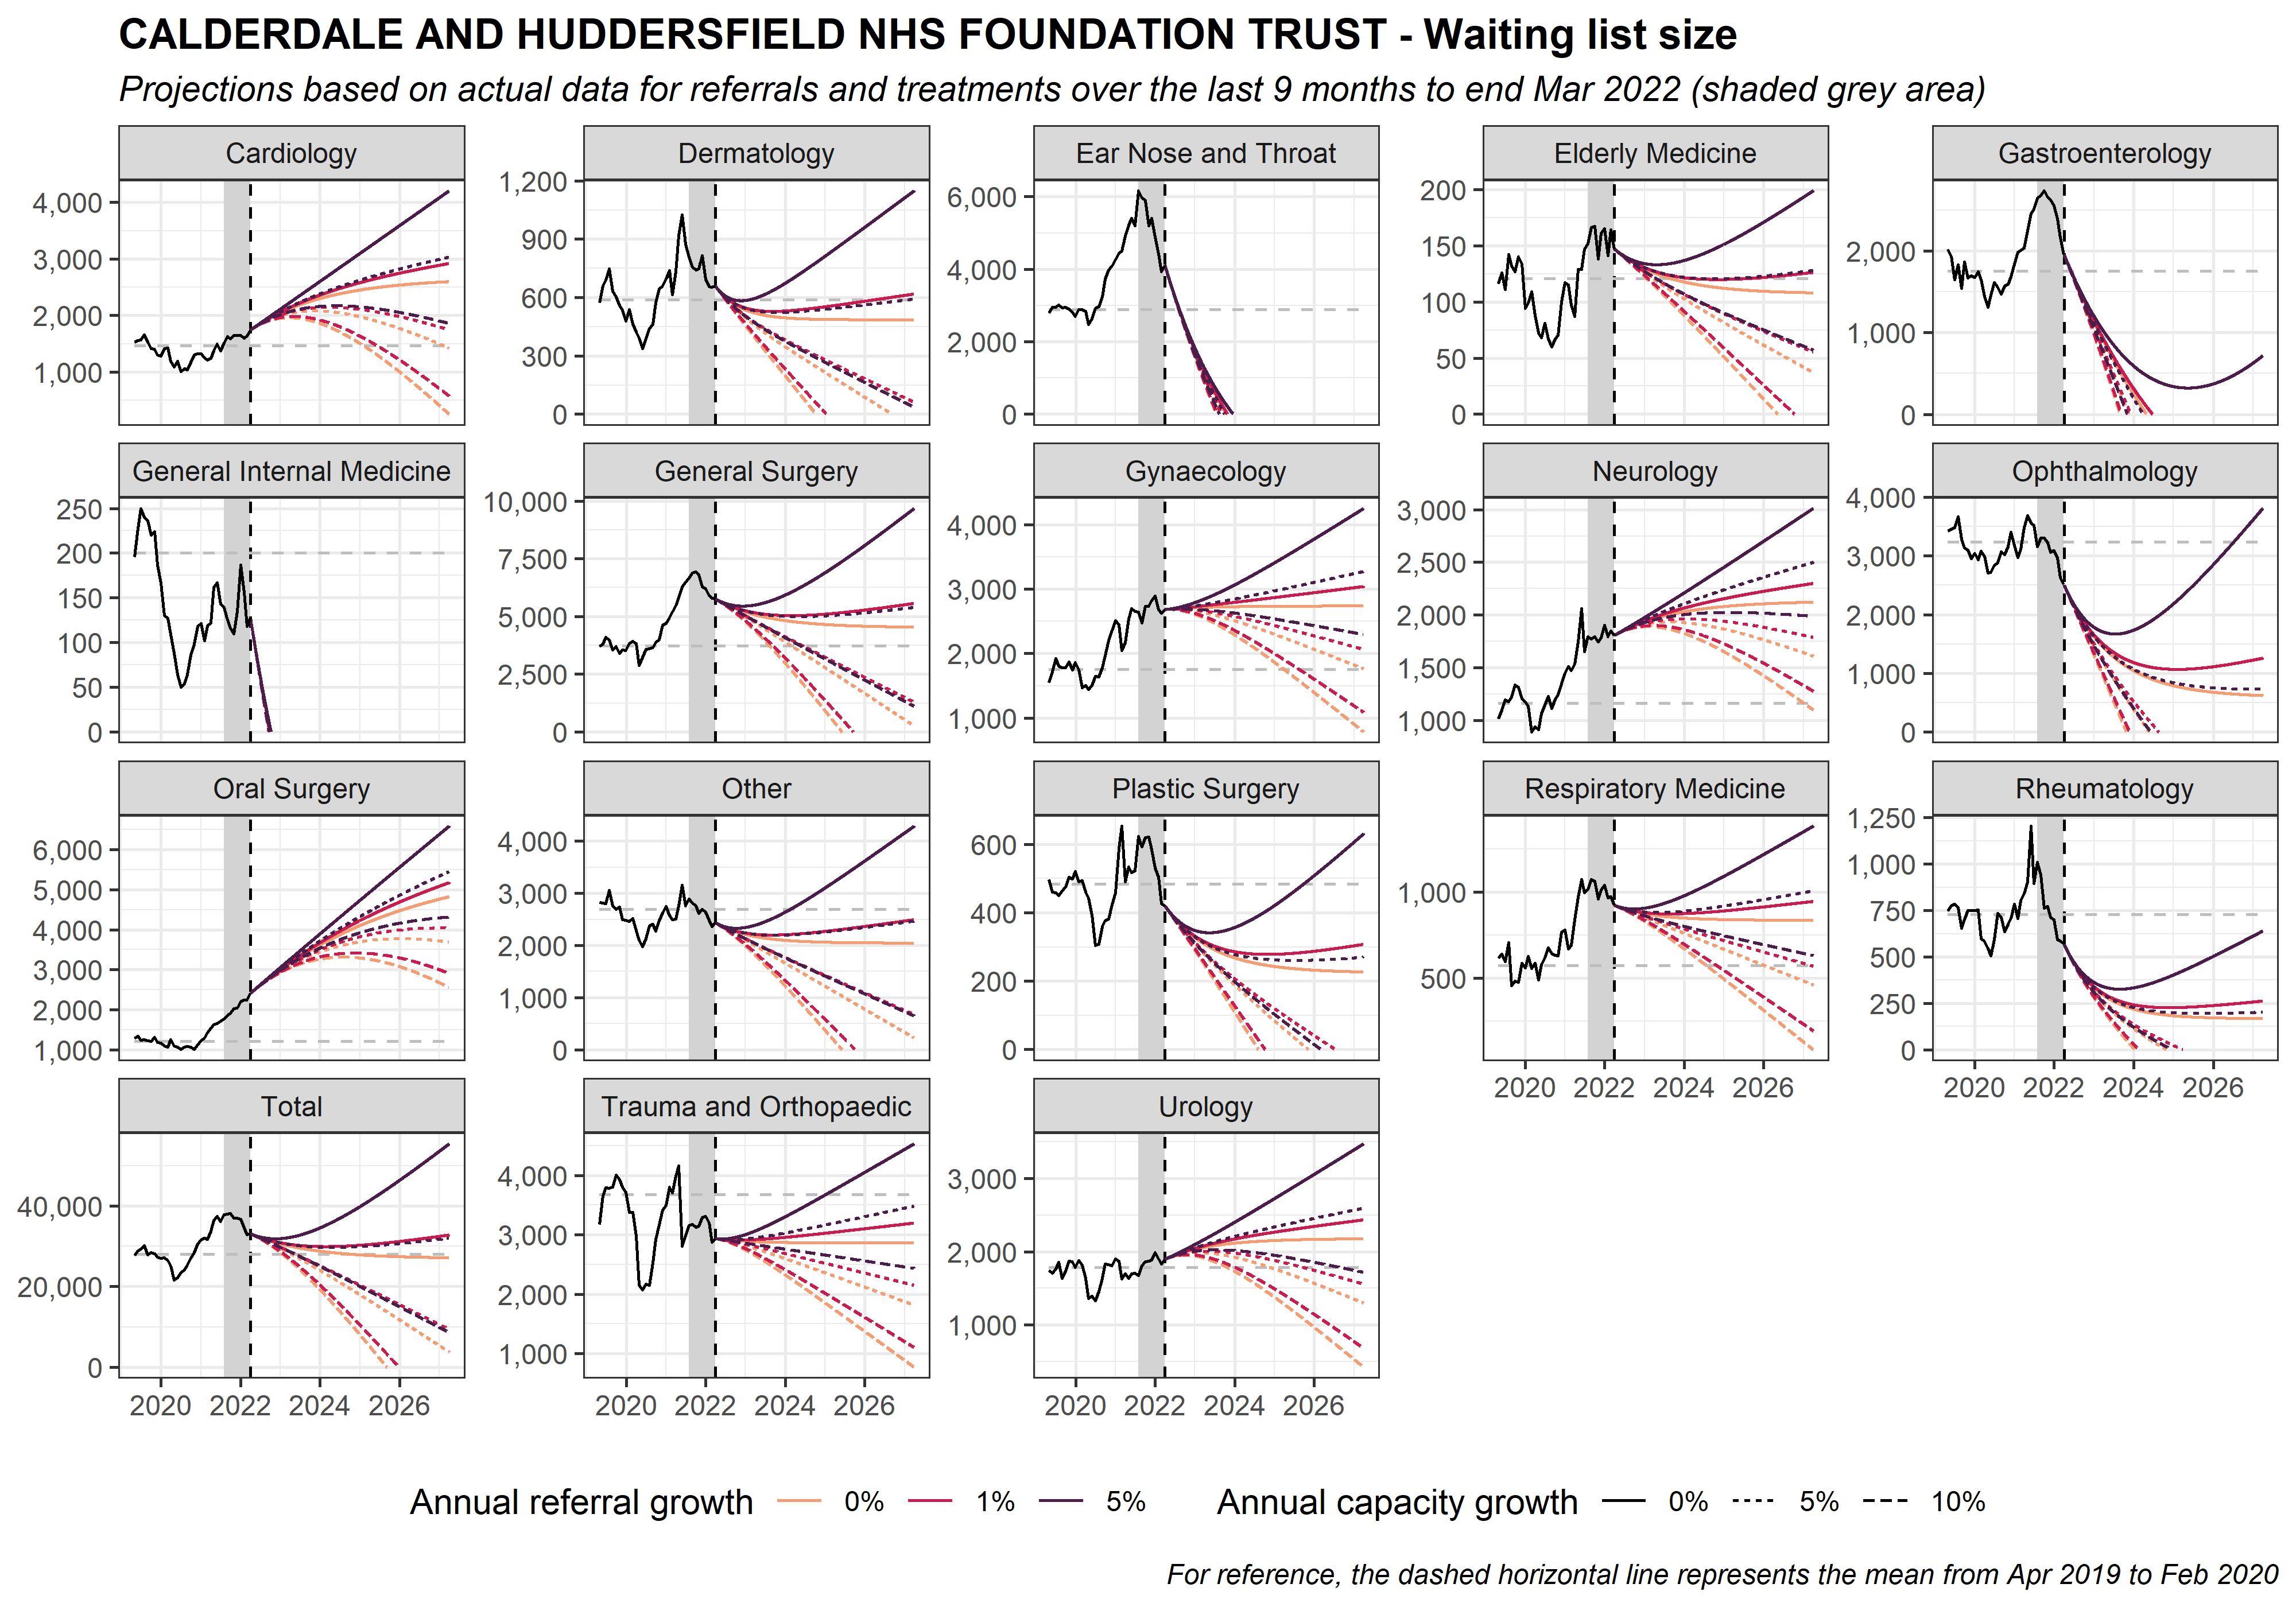 CALDERDALE AND HUDDERSFIELD NHS FOUNDATION TRUST - Waiting list size
Projections based on actual data for referrals and treatments over the last 9 months to end Mar 2022 (shaded grey area)
Cardiology
4,000
3,000
2,000
1,000
Dermatology
1,200
900
600
300
0
Ear Nose and Throat
6,000
4,000
2,000
0
Elderly Medicine
200
150
100
50
0
Gastroenterology
2,000
1,000
0
General Internal Medicine
250
200
150
100
50
0
General Surgery
10,000
7,500
5,000
2,500
0
Gynaecology
4,000
3,000
2,000
1,000
Neurology
3,000
2,500
2,000
1,500
1,000
Ophthalmology
4,000
3,000
2,000
1,000
0
Oral Surgery
6,000
5,000
4,000
3,000
2,000
1,000
Other
4,000
3,000
2,000
1,000
0
Plastic Surgery
600
400
200
0
Respiratory Medicine
1,000
500
2020 2022 2024 2026
Rheumatology
1,250
1,000
750
500
250
0
2020 2022 2024 2026
Total
40,000
20,000
0
2020 2022 2024 2026
Trauma and Orthopaedic
4,000
3,000
2,000
1,000
2020 2022 2024 2026
Urology
3,000
2,000
1,000
2020 2022 2024 2026
Annual referral growth 0% 1% 5% Annual capacity growth 0% 5% 10%
For reference, the dashed horizontal line represents the mean from Apr 2019 to Feb 2020